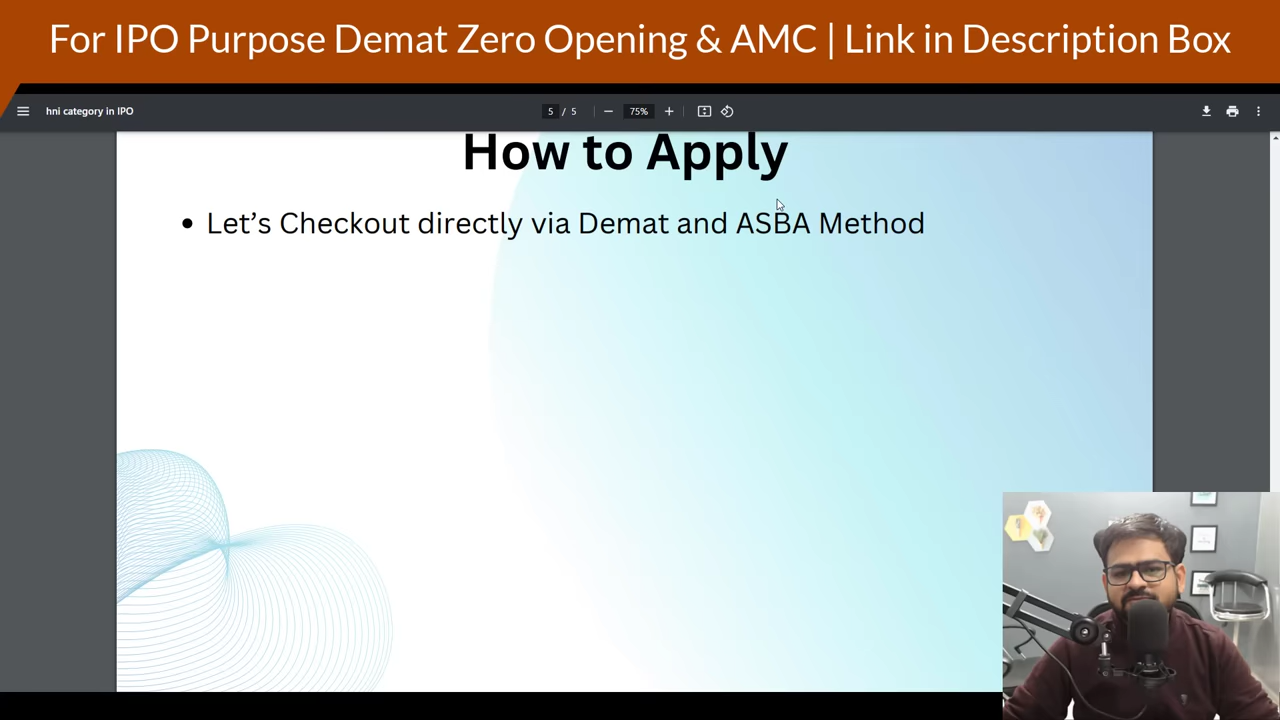 For IPO Purpose Demat Zero Opening & AMC | Link in Description Box
hni category in IPO
5 / 5
75%
How to Apply
• Let’s Checkout directly via Demat and ASBA Method